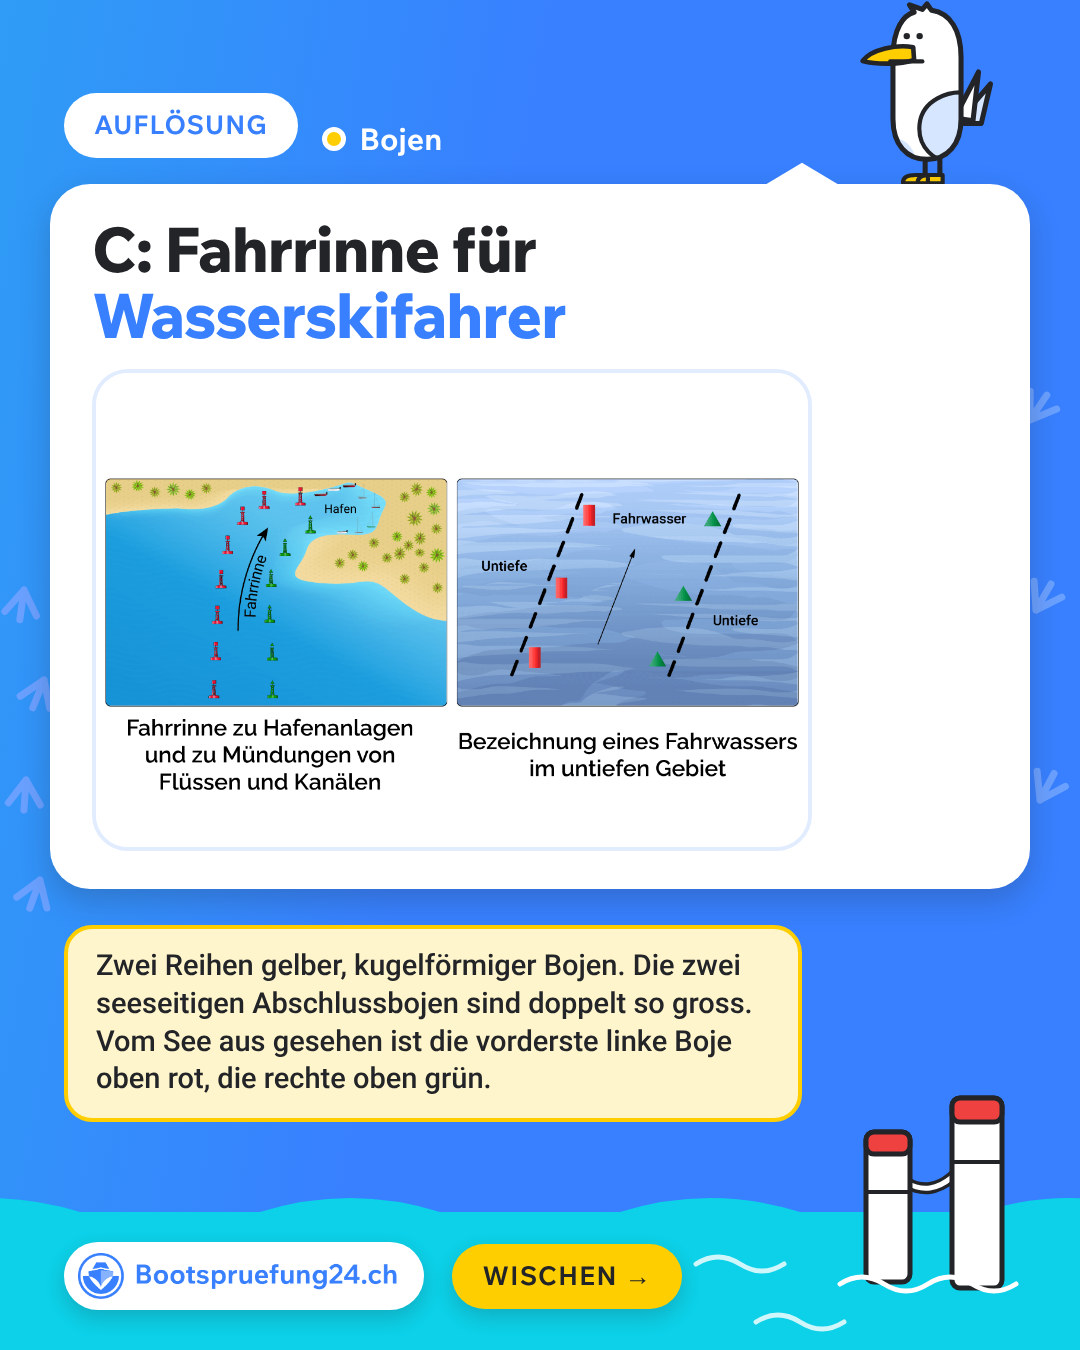 AUFLÖSUNG
Bojen
C: Fahrrinne für
Wasserskifahrer
Hafen
Fahrrinne
Fahrrinne zu Hafenanlagen
und zu Mündungen von
Flüssen und Kanälen
Fahrwasser
Untiefe
Untiefe
Bezeichnung eines Fahrwassers
im untiefen Gebiet
Zwei Reihen gelber, kugelförmiger Bojen. Die zwei
seeseitigen Abschlussbojen sind doppelt so gross.
Vom See aus gesehen ist die vorderste linke Boje
oben rot, die rechte oben grün.
Bootspruefung24.ch
WISCHEN →